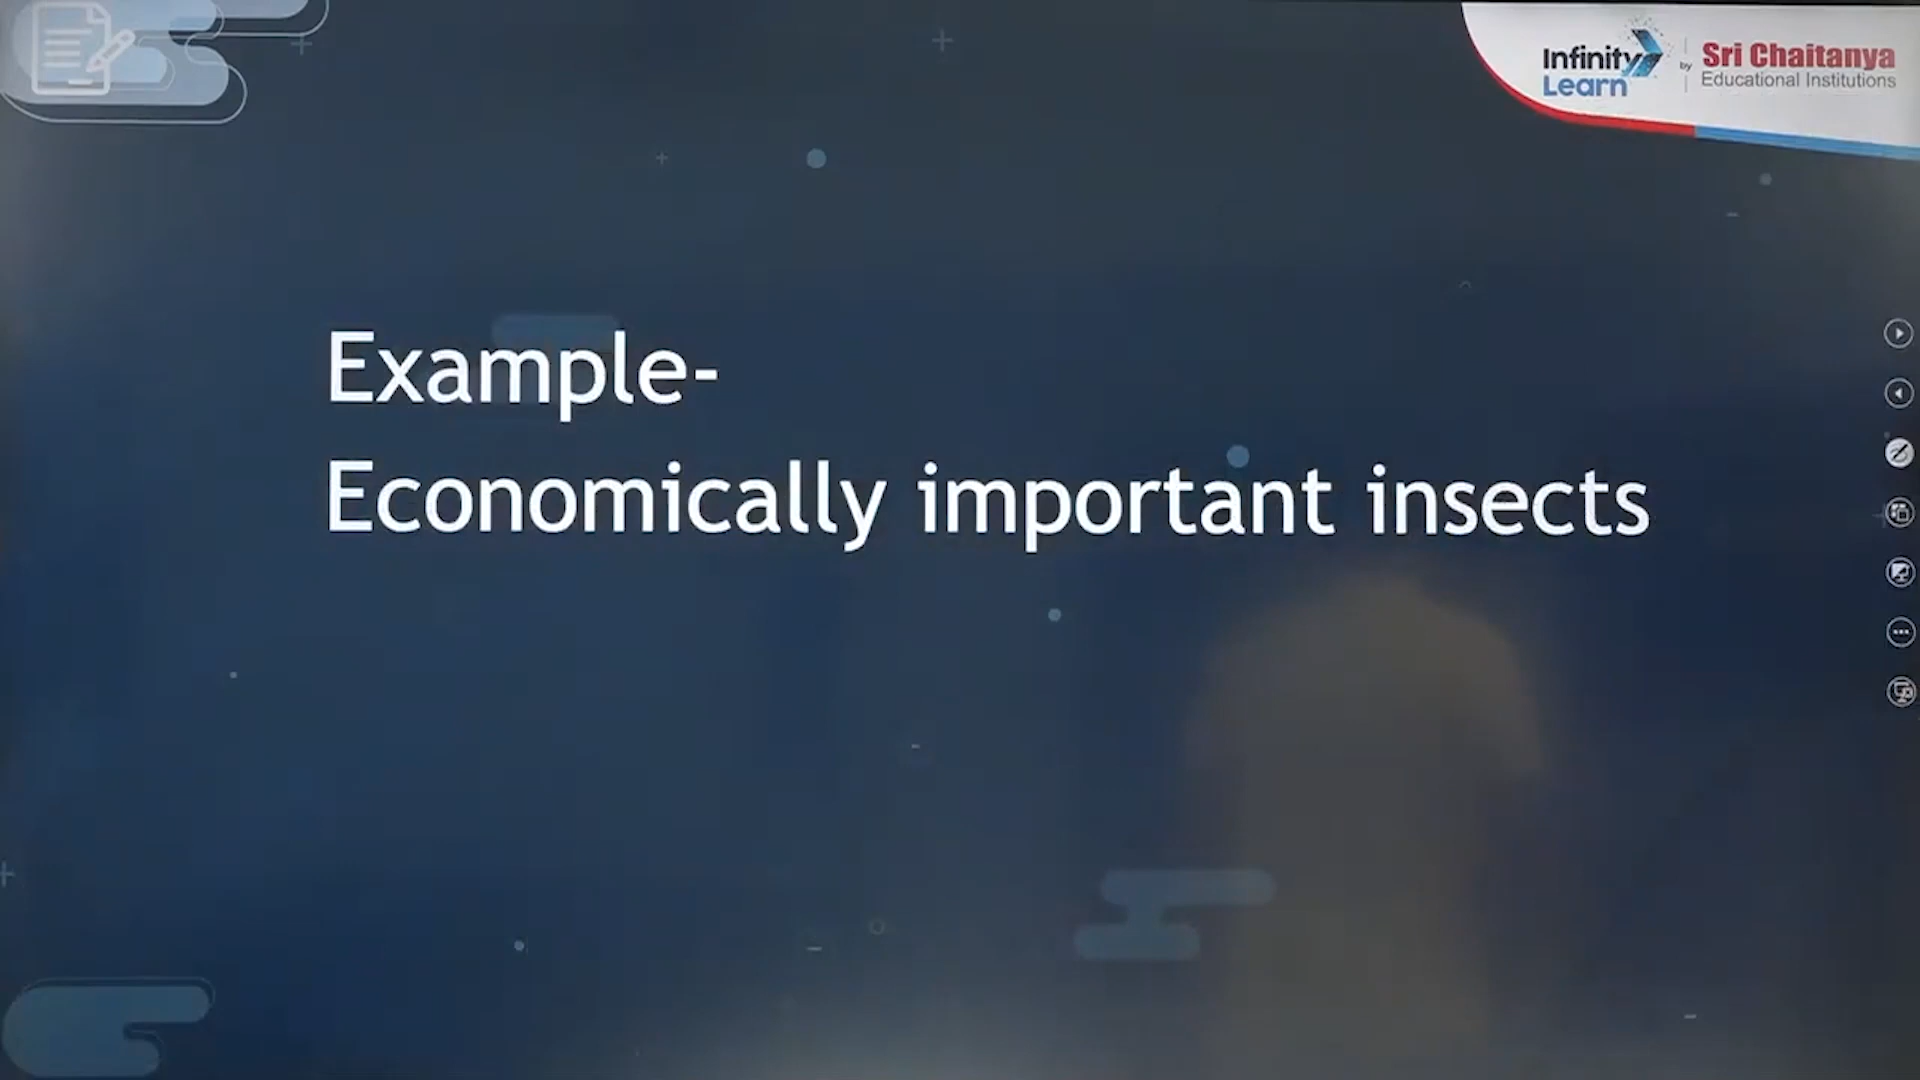 Infinity Learn by Sri Chaitanya Educational Institutions
Example-
Economically important insects